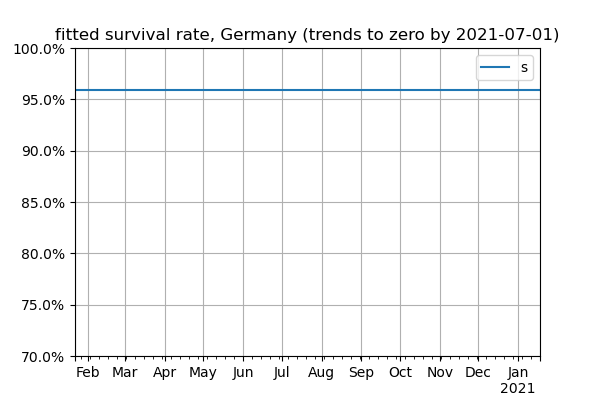 fitted survival rate, Germany (trends to zero by 2021-07-01)
100.0%
s
95.0%
90.0%
85.0%
80.0%
75.0%
70.0%
Feb Mar Apr May Jun Jul Aug Sep Oct Nov Dec Jan
2021